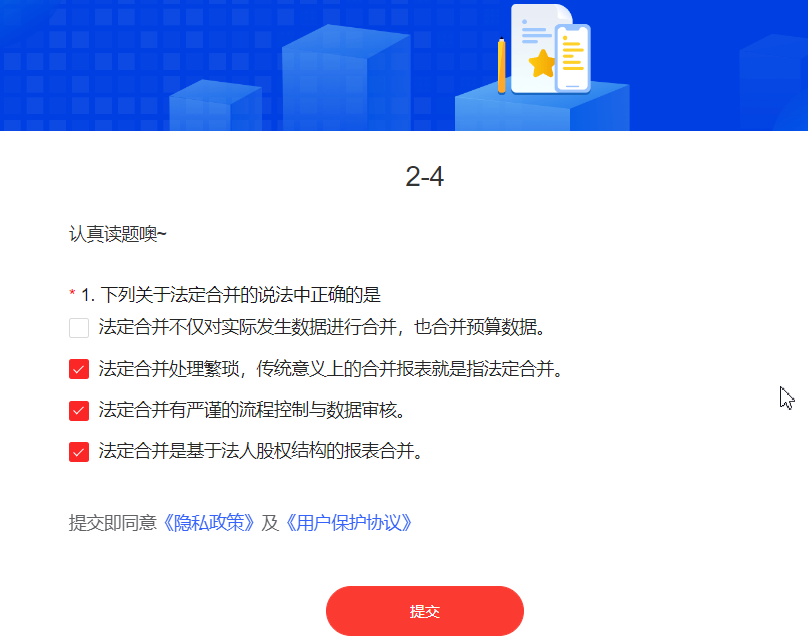 2-4
认真读题噢~
* 1. 下列关于法定合并的说法中正确的是
法定合并不仅对实际发生数据进行合并，也合并预算数据。
法定合并处理繁琐，传统意义上的合并报表就是指法定合并。
法定合并有严谨的流程控制与数据审核。
法定合并是基于法人股权结构的报表合并。
提交即同意《隐私政策》及《用户保护协议》
提交